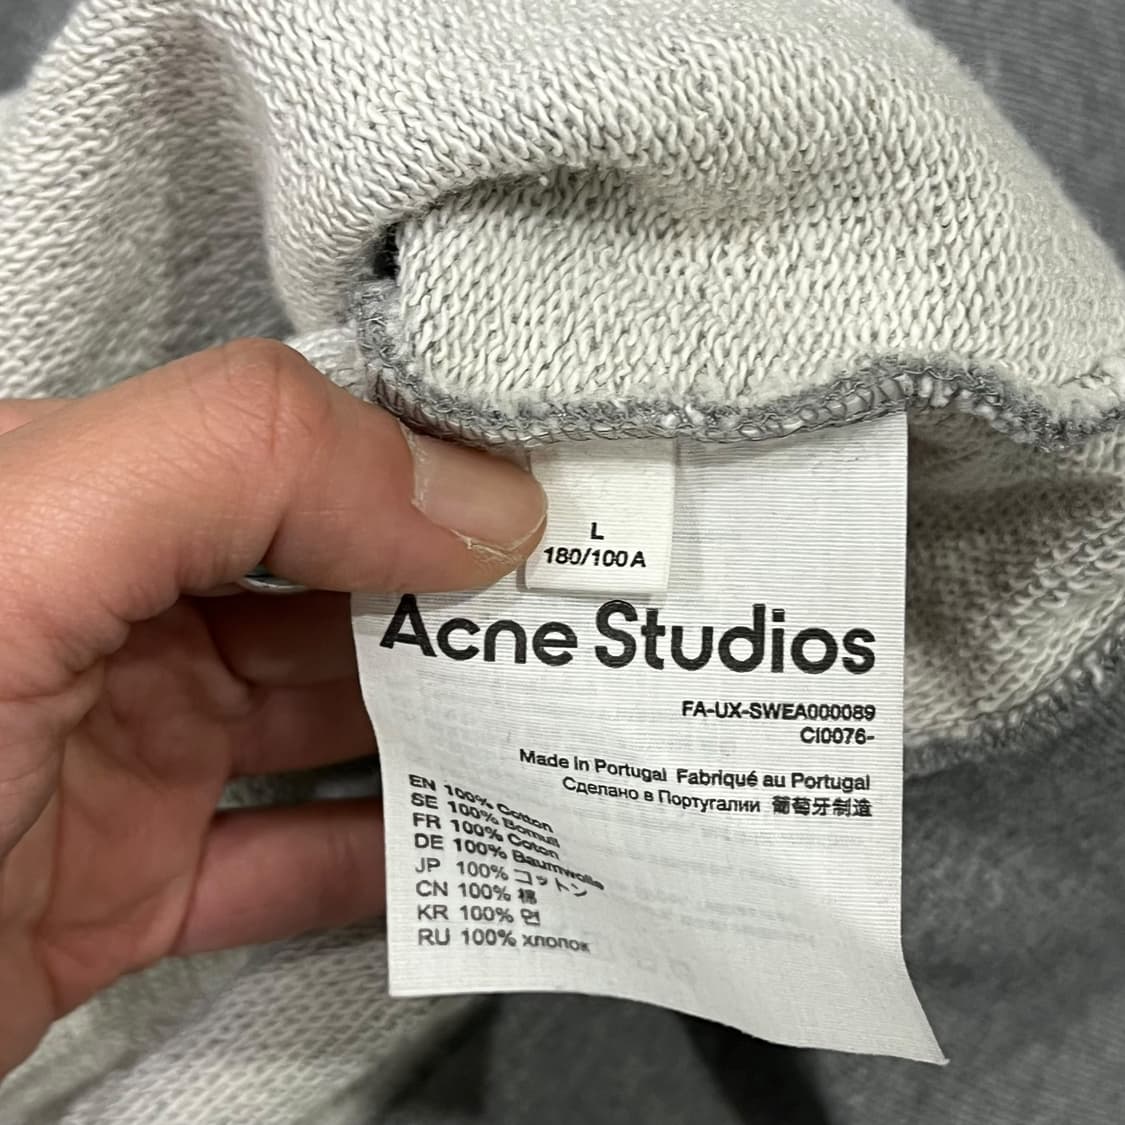 L
180/100A
Acne Studios
FA-UX-SWEA000089
CI0076-
Made in Portugal Fabriqué au Portugal
Сделано в Португалии 葡萄牙制造
EN 100% Cotton
SE 100% Bomull
FR 100% Coton
DE 100% Baumwolle
JP 100% コットン
CN 100% 棉
KR 100% 면
RU 100% хлопок